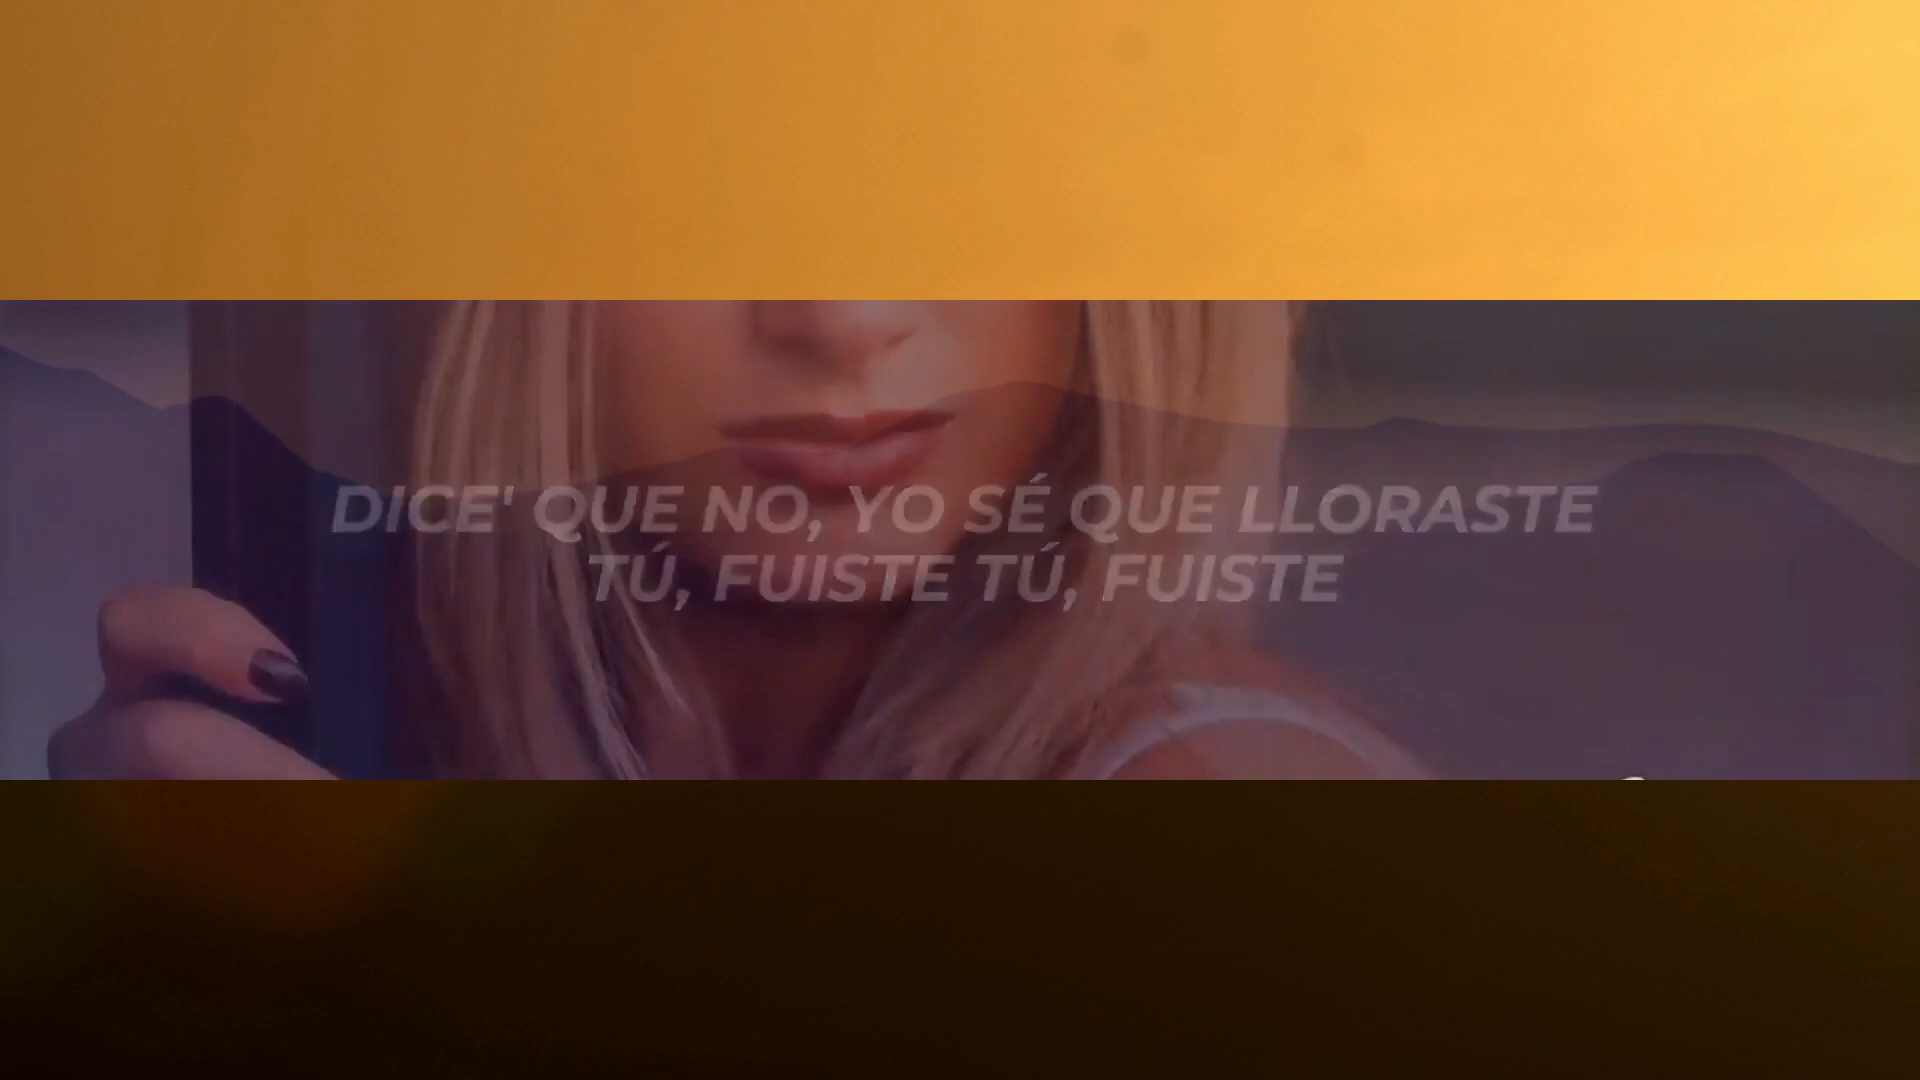 DICE' QUE NO, YO SÉ QUE LLORASTE
TÚ, FUISTE TÚ, FUISTE